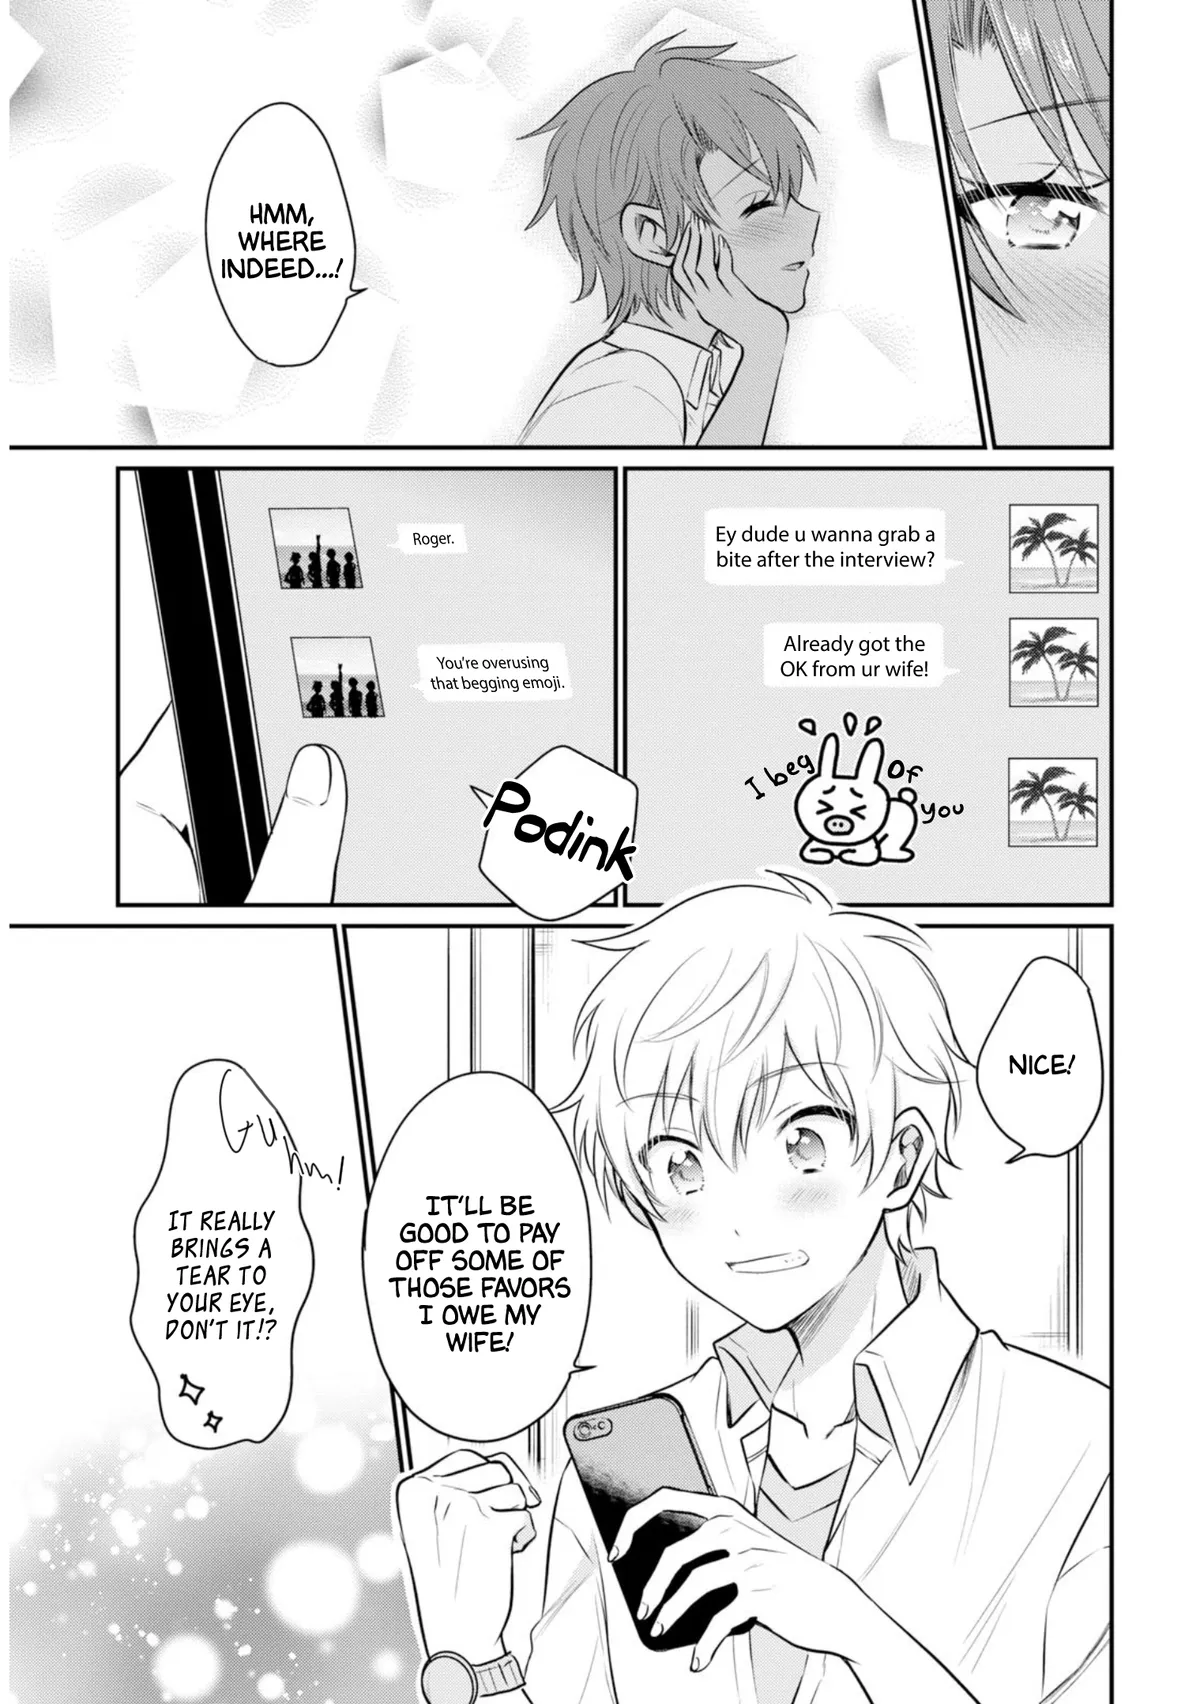 HMM,
WHERE
INDEED...!
Ey dude u wanna grab a
bite after the interview?
Already got the
OK from ur wife!
I beg
of
you
Roger.
You're overusing
that begging emoji.
Podink
NICE!
IT'LL BE
GOOD TO PAY
OFF SOME OF
THOSE FAVORS
I OWE MY
WIFE!
Guhm!
IT REALLY
BRINGS A
TEAR TO
YOUR EYE,
DON'T IT!?